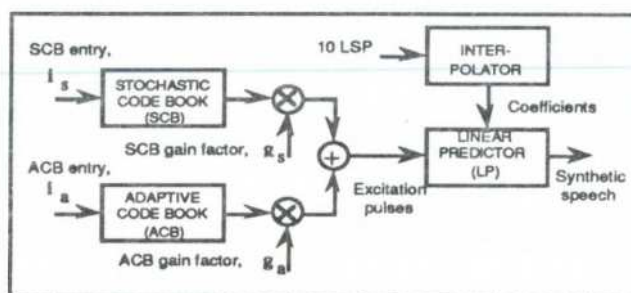 SCB entry,
i s
STOCHASTIC
CODE BOOK
(SCB)
SCB gain factor, g s
ACB entry,
i a
ADAPTIVE
CODE BOOK
(ACB)
ACB gain factor, g a
10 LSP
INTER-
POLATOR
Coefficients
LINEAR
PREDICTOR
(LP)
Excitation
pulses
Synthetic
speech